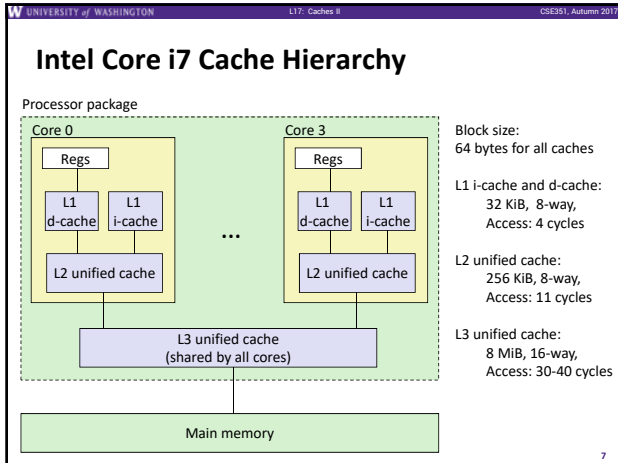 W UNIVERSITY of WASHINGTON
L17: Caches II
CSE351, Autumn 2017
Intel Core i7 Cache Hierarchy
Processor package
Core 0
Regs
L1
d-cache
L1
i-cache
L2 unified cache
...
Core 3
Regs
L1
d-cache
L1
i-cache
L2 unified cache
L3 unified cache
(shared by all cores)
Main memory
Block size:
64 bytes for all caches
L1 i-cache and d-cache:
32 KiB, 8-way,
Access: 4 cycles
L2 unified cache:
256 KiB, 8-way,
Access: 11 cycles
L3 unified cache:
8 MiB, 16-way,
Access: 30-40 cycles
7